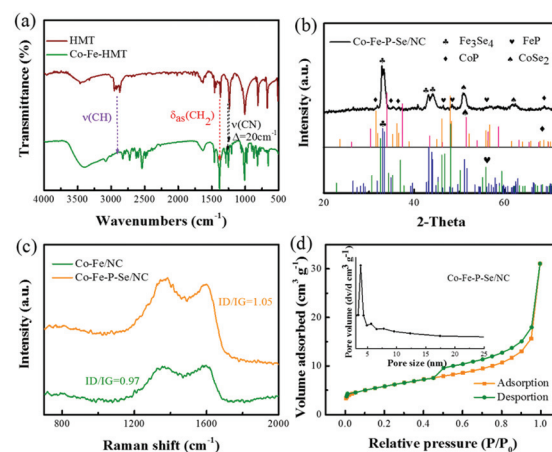 (a)
HMT
Co-Fe-HMT
ν(CH)
δas(CH2)
ν(CN)
Δ=20cm-1
Transmittance (%)
4000 3500 3000 2500 2000 1500 1000 500
Wavenumbers (cm-1)
(b)
Co-Fe-P-Se/NC
♣ Fe3Se4
♥ FeP
♦ CoP
♠ CoSe2
Intensity (a.u.)
20 30 40 50 60 70
2-Theta
(c)
Co-Fe/NC
Co-Fe-P-Se/NC
ID/IG=1.05
ID/IG=0.97
Intensity (a.u.)
800 1200 1600 2000
Raman shift (cm-1)
(d)
Co-Fe-P-Se/NC
Pore volume (dv/d cm3 g-1)
5 10 15 20 25
Pore size (nm)
Adsorption
Desportion
Volume adsorbed (cm3 g-1)
30
20
10
0
0.0 0.2 0.4 0.6 0.8 1.0
Relative pressure (P/P0)